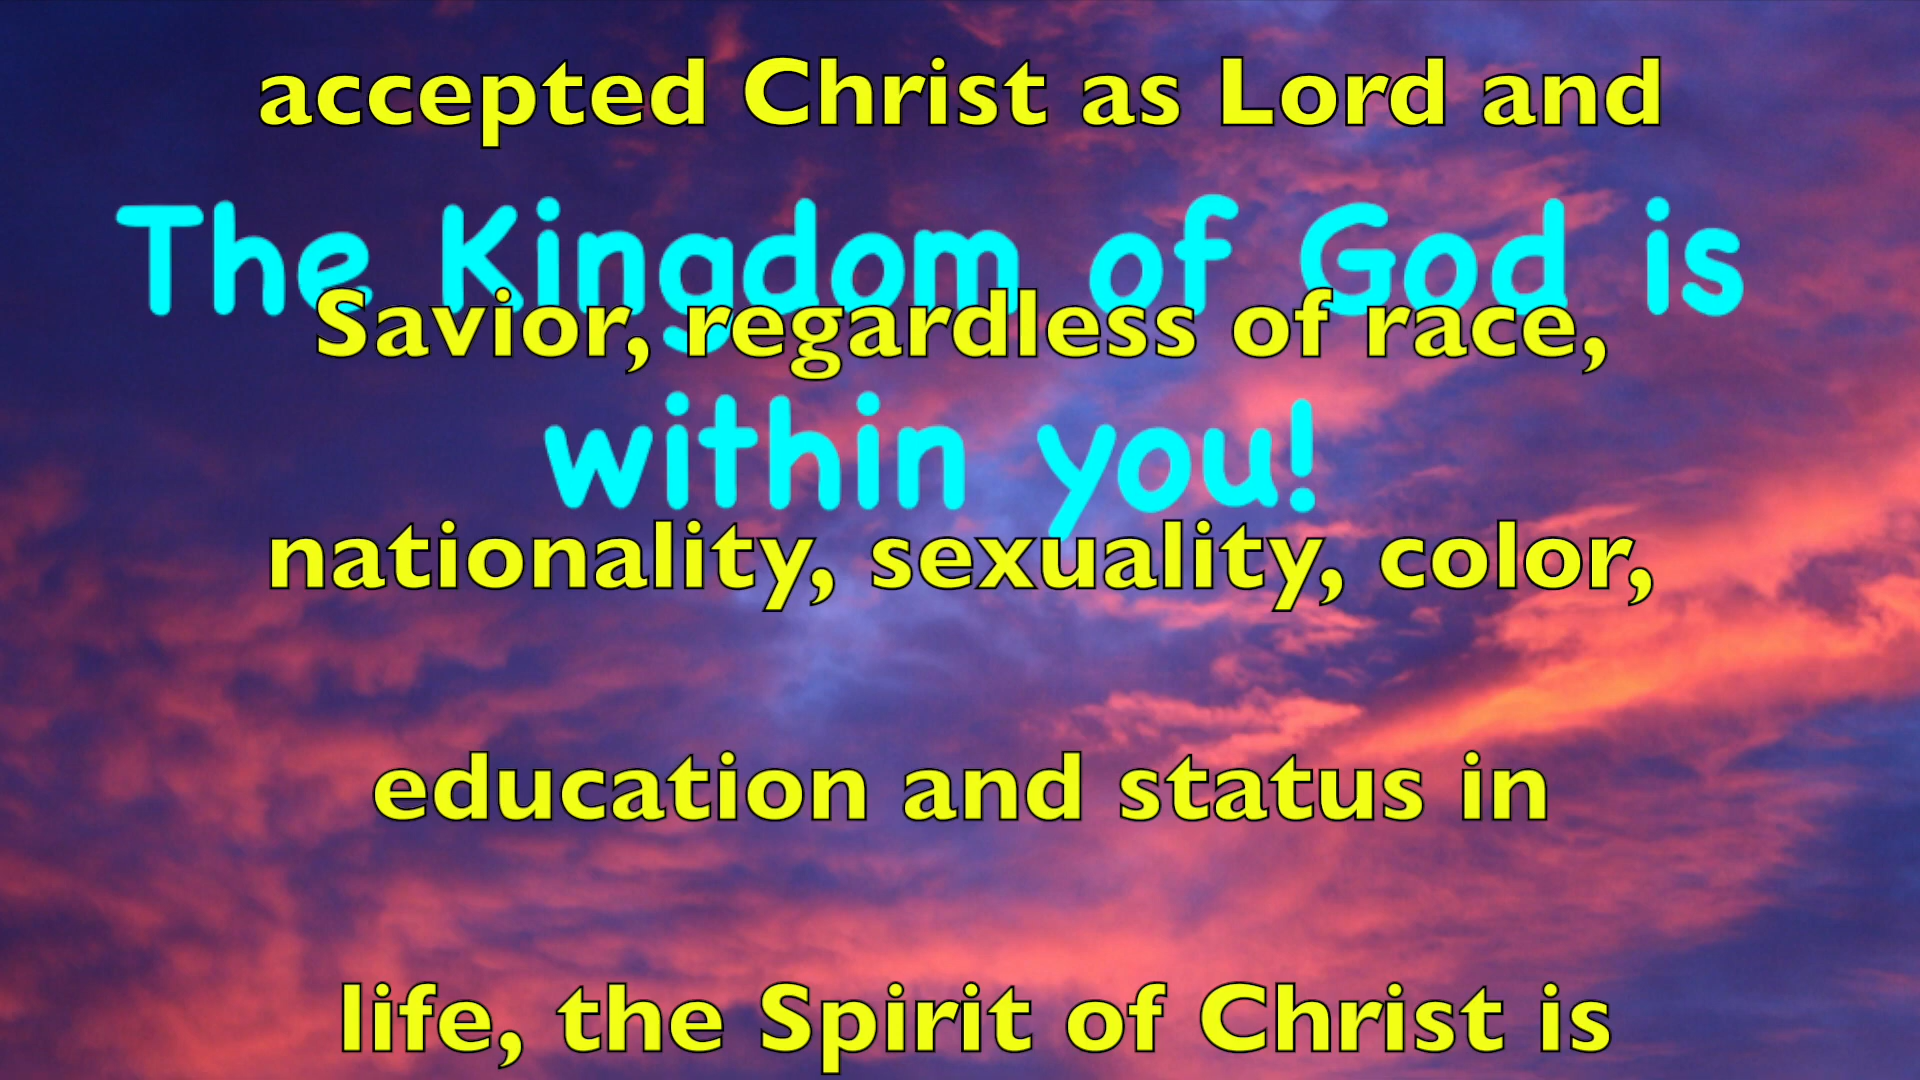 accepted Christ as Lord and
The Kingdom of God is
Savior, regardless of race,
within you!
nationality, sexuality, color,
education and status in
life, the Spirit of Christ is